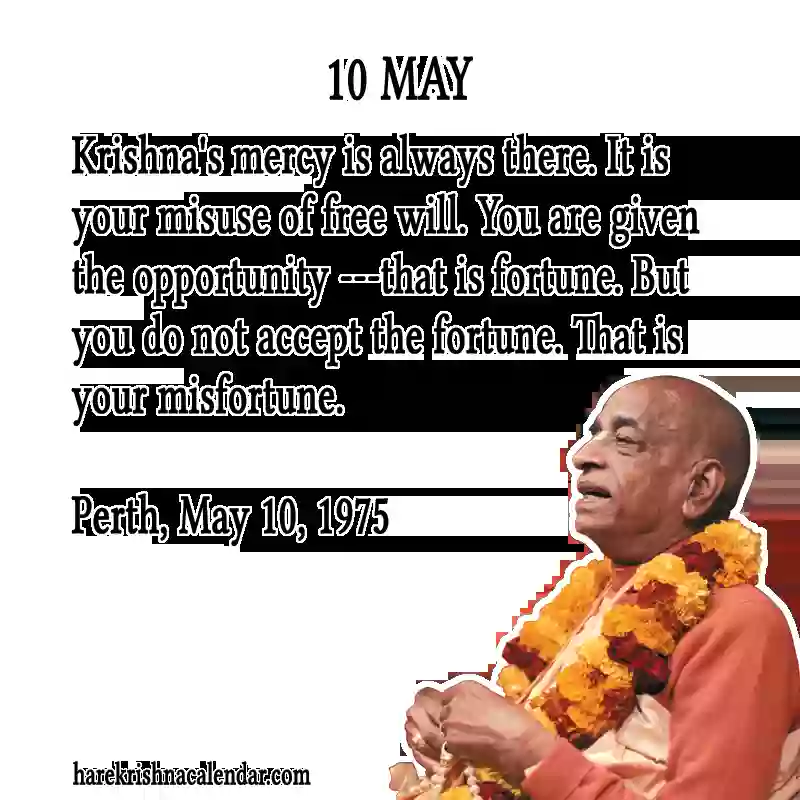 10 MAY
Krishna's mercy is always there. It is
your misuse of free will. You are given
the opportunity ---that is fortune. But
you do not accept the fortune. That is
your misfortune.
Perth, May 10, 1975
harekrishnacalendar.com